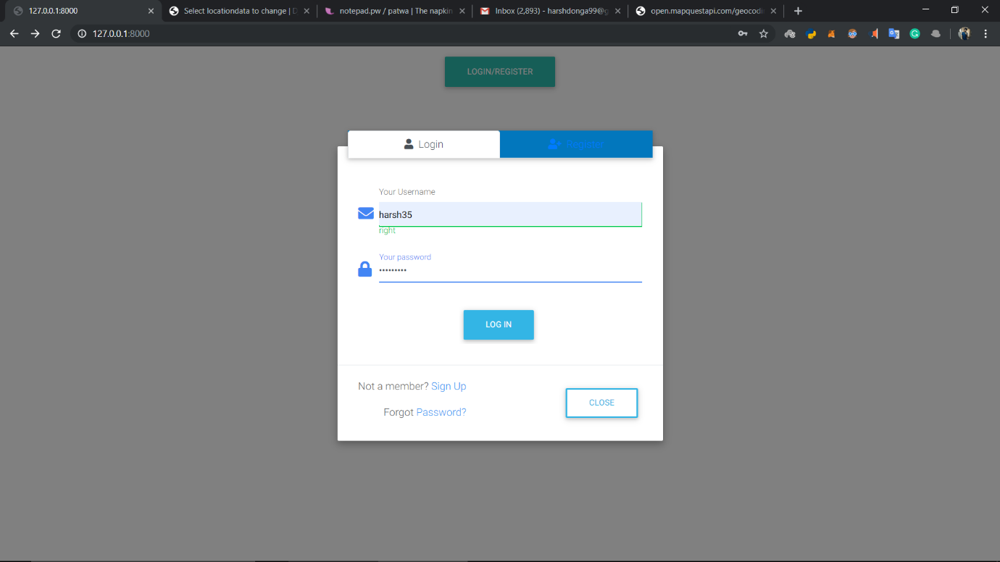 127.0.0.1:8000
Select locationdata to change | D
notepad.pw / patwa | The napkin
Inbox (2,893) - harshdonga99@g
open.mapquestapi.com/geocodin
127.0.0.1:8000
LOGIN/REGISTER
Login
Register
Your Username
harsh35
right
Your password
•••••••••
LOG IN
Not a member? Sign Up
Forgot Password?
CLOSE